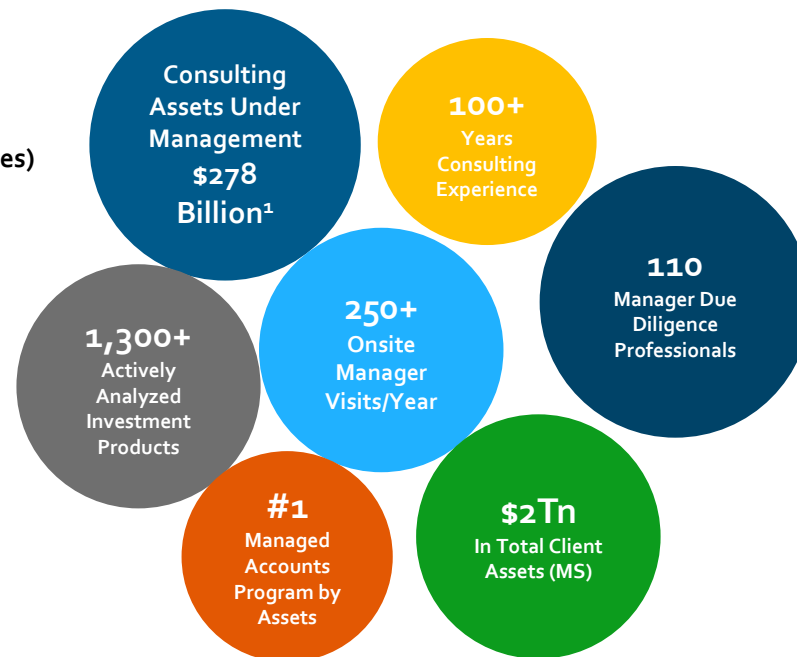 Consulting
Assets Under
Management
$278
Billion¹
es)
100+
Years
Consulting
Experience
110
Manager Due
Diligence
Professionals
250+
Onsite
Manager
Visits/Year
1,300+
Actively
Analyzed
Investment
Products
#1
Managed
Accounts
Program by
Assets
$2Tn
In Total Client
Assets (MS)